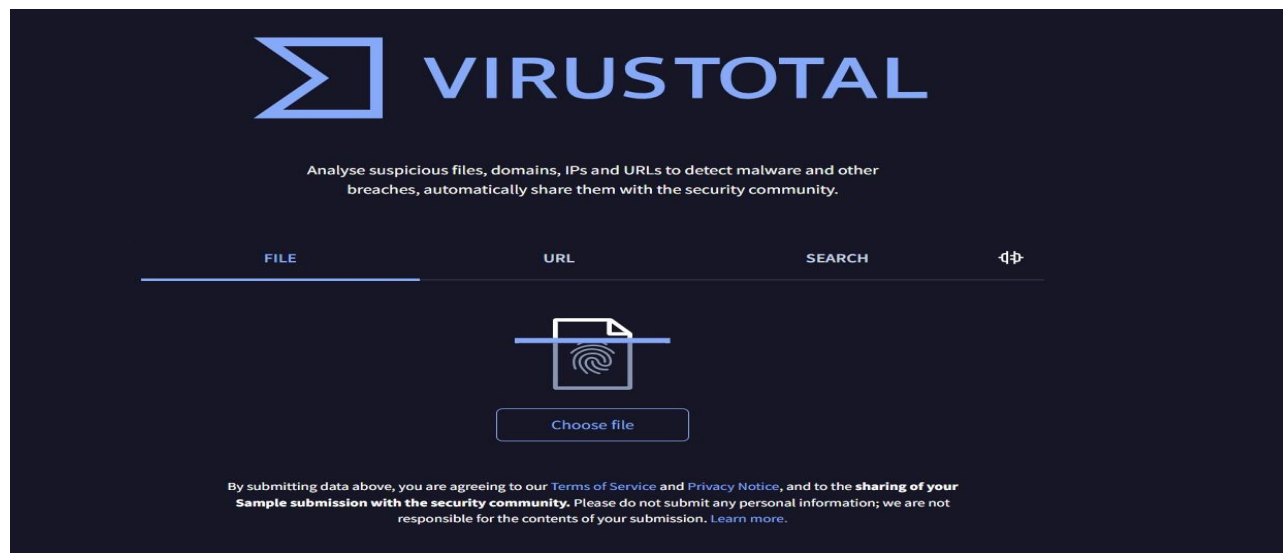 VIRUSTOTAL
Analyse suspicious files, domains, IPs and URLs to detect malware and other
breaches, automatically share them with the security community.
FILE URL SEARCH
Choose file
By submitting data above, you are agreeing to our Terms of Service and Privacy Notice, and to the sharing of your
Sample submission with the security community. Please do not submit any personal information; we are not
responsible for the contents of your submission. Learn more.